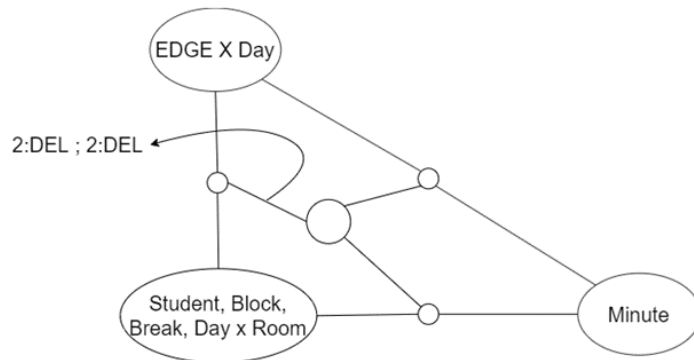 EDGE X Day
2:DEL ; 2:DEL
Student, Block,
Break, Day x Room
Minute